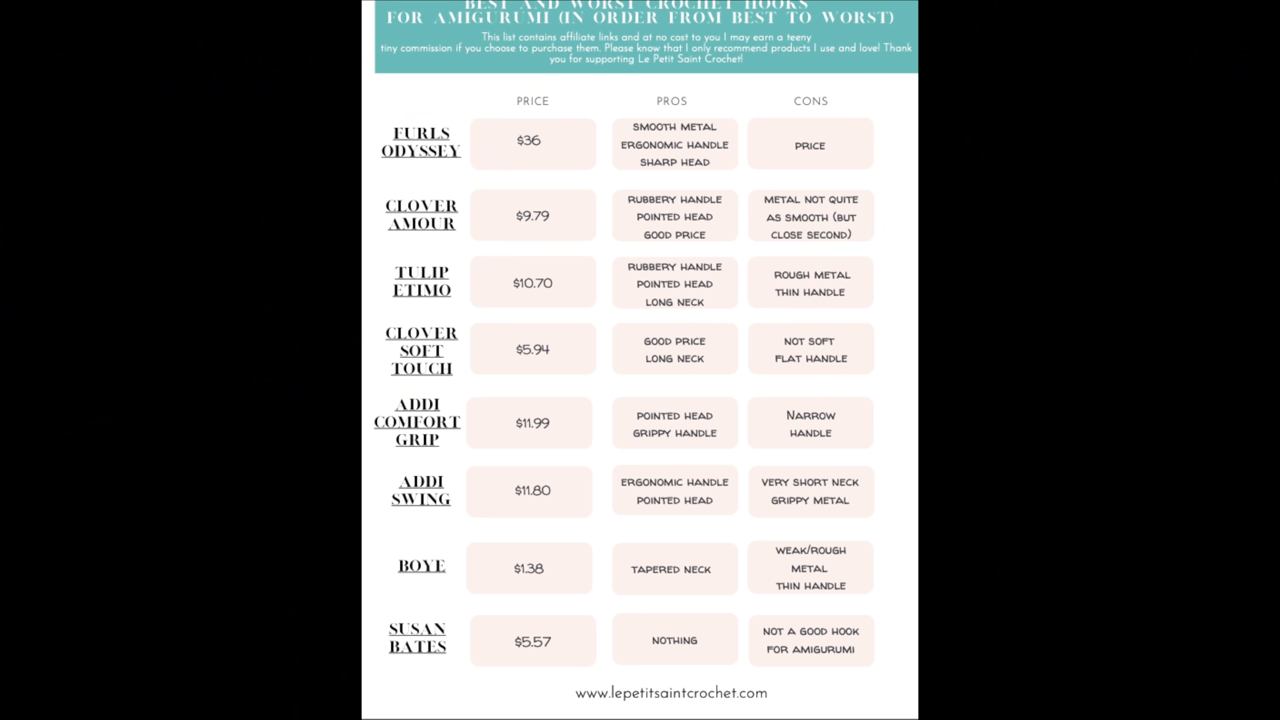 BEST AND WORST CROCHET HOOKS
FOR AMIGURUMI (IN ORDER FROM BEST TO WORST)
This list contains affiliate links and at no cost to you I may earn a teeny
tiny commission if you choose to purchase them. Please know that I only recommend products I use and love! Thank
you for supporting Le Petit Saint Crochet!
PRICE PROS CONS
FURLS
ODYSSEY
$36
SMOOTH METAL
ERGONOMIC HANDLE
SHARP HEAD
PRICE
CLOVER
AMOUR
$9.79
RUBBERY HANDLE
POINTED HEAD
GOOD PRICE
METAL NOT QUITE
AS SMOOTH (BUT
CLOSE SECOND)
TULIP
ETIMO
$10.70
RUBBERY HANDLE
POINTED HEAD
LONG NECK
ROUGH METAL
THIN HANDLE
CLOVER
SOFT
TOUCH
$5.94
GOOD PRICE
LONG NECK
NOT SOFT
FLAT HANDLE
ADDI
COMFORT
GRIP
$11.99
POINTED HEAD
GRIPPY HANDLE
NARROW
HANDLE
ADDI
SWING
$11.80
ERGONOMIC HANDLE
POINTED HEAD
VERY SHORT NECK
GRIPPY METAL
BOYE
$1.38
TAPERED NECK
WEAK/ROUGH
METAL
THIN HANDLE
SUSAN
BATES
$5.57
NOTHING
NOT A GOOD HOOK
FOR AMIGURUMI
www.lepetitsaintcrochet.com